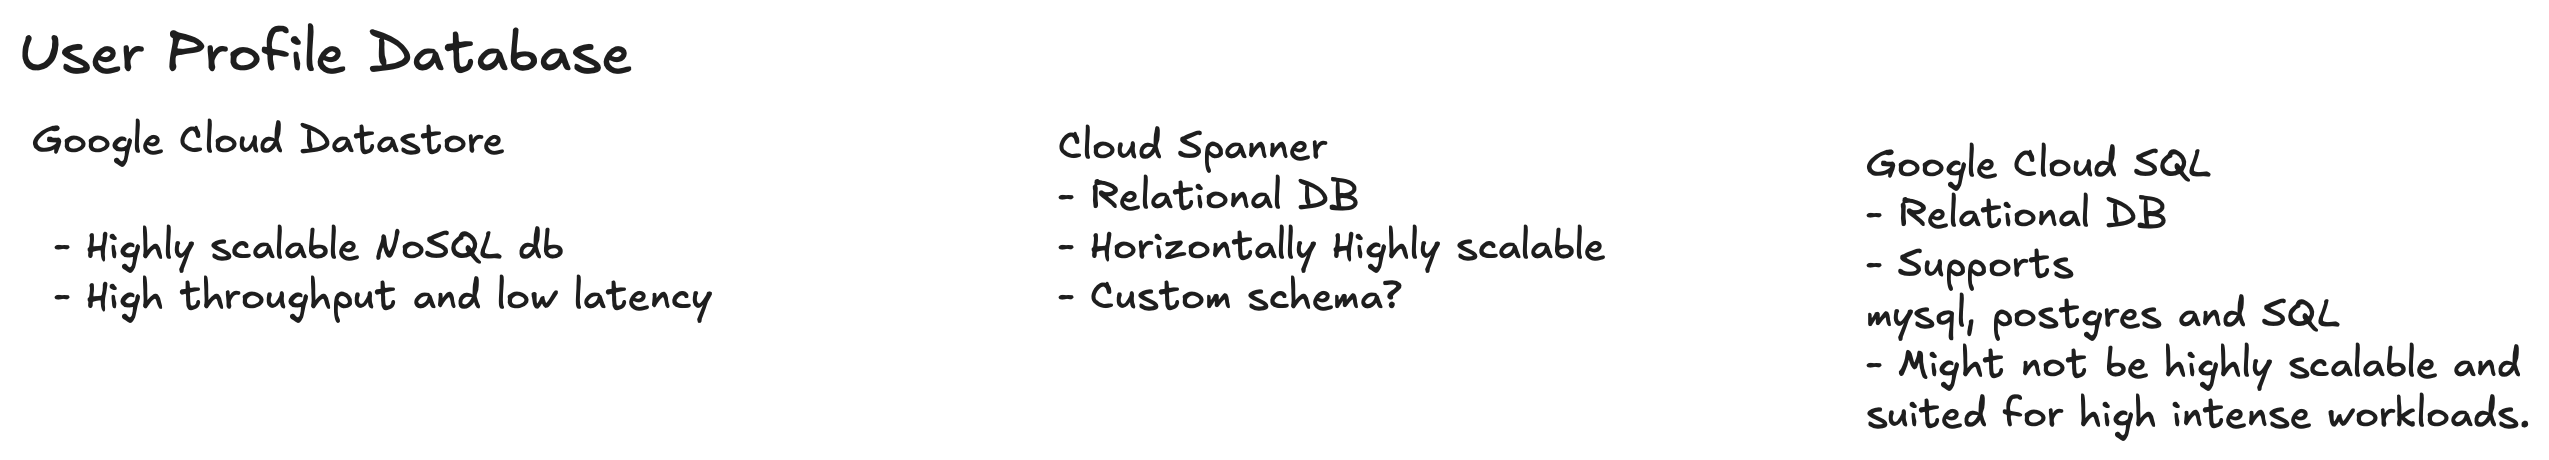 User Profile Database
Google Cloud Datastore
- Highly scalable NoSQL db
- High throughput and low latency
Cloud Spanner
- Relational DB
- Horizontally Highly scalable
- Custom schema?
Google Cloud SQL
- Relational DB
- Supports
mysql, postgres and SQL
- Might not be highly scalable and
suited for high intense workloads.